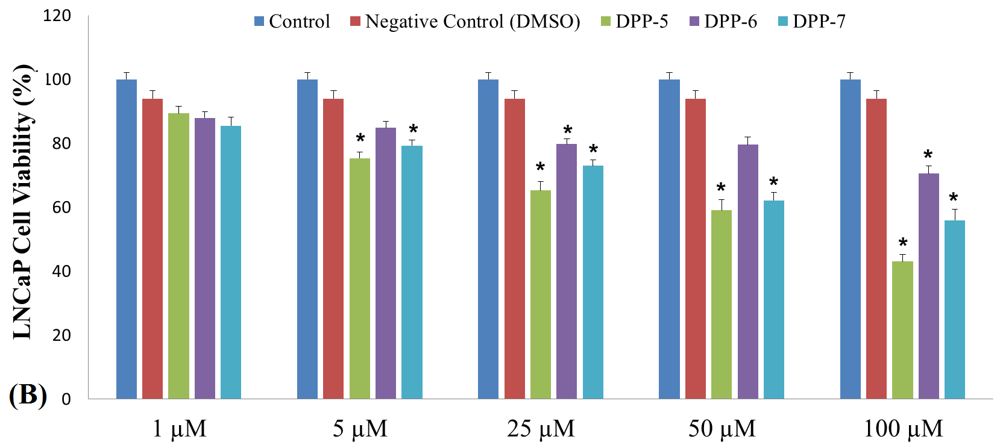 120
Control Negative Control (DMSO) DPP-5 DPP-6 DPP-7
LNCaP Cell Viability (%)
100
80
60
40
20
0
* *
* * *
* *
* * *
(B)
1 µM 5 µM 25 µM 50 µM 100 µM